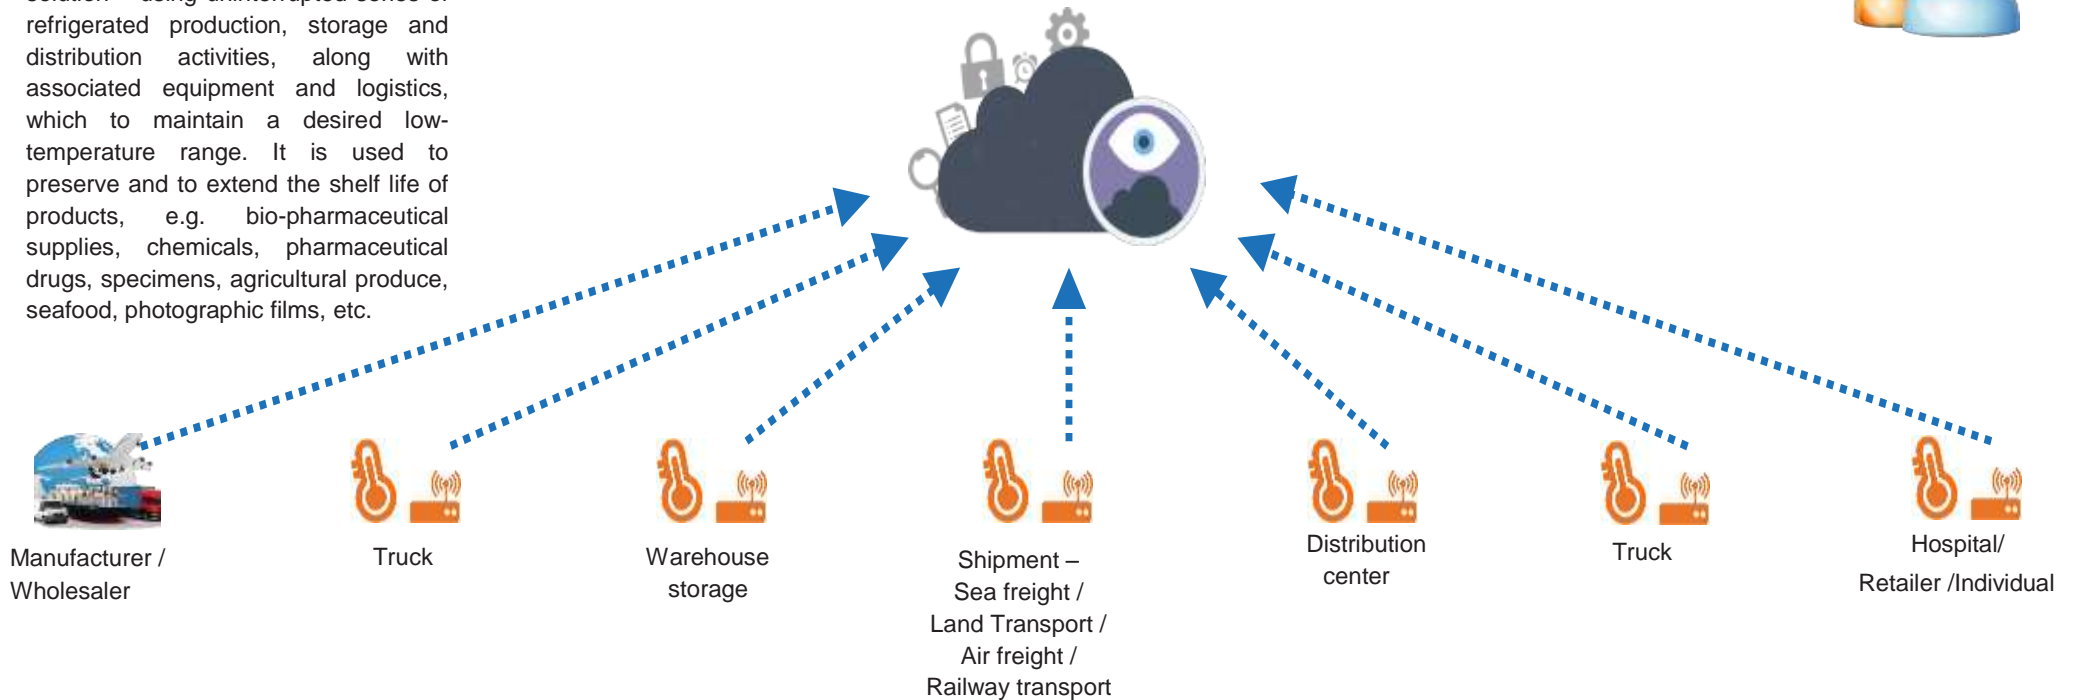 refrigerated production, storage and
distribution activities, along with
associated equipment and logistics,
which to maintain a desired low-
temperature range. It is used to
preserve and to extend the shelf life of
products, e.g. bio-pharmaceutical
supplies, chemicals, pharmaceutical
drugs, specimens, agricultural produce,
seafood, photographic films, etc.
Manufacturer /
Wholesaler
Truck
Warehouse
storage
Shipment –
Sea freight /
Land Transport /
Air freight /
Railway transport
Distribution
center
Truck
Hospital/
Retailer /Individual